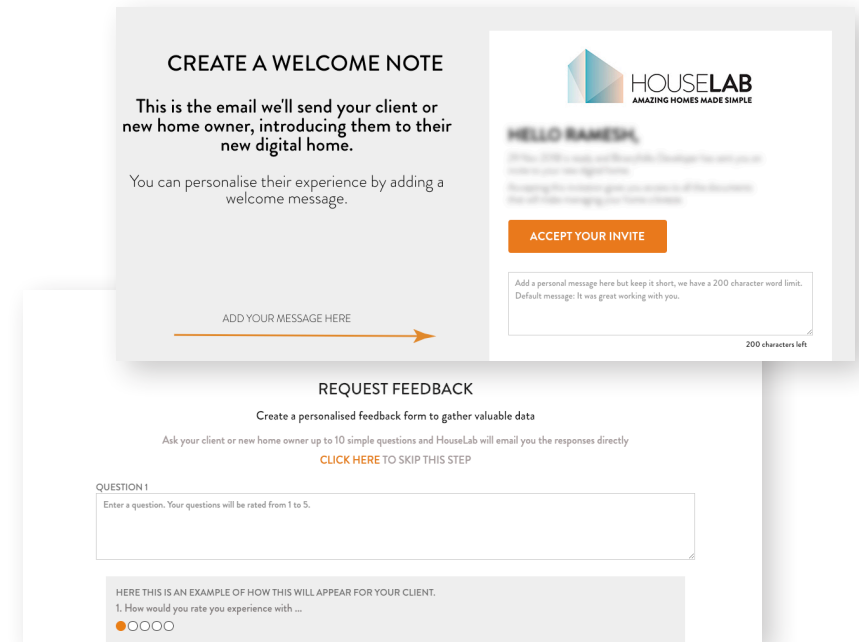 CREATE A WELCOME NOTE
This is the email we'll send your client or
new home owner, introducing them to their
new digital home.
You can personalise their experience by adding a
welcome message.
ADD YOUR MESSAGE HERE
HOUSELAB
AMAZING HOMES MADE SIMPLE
HELLO RAMESH,
ACCEPT YOUR INVITE
Add a personal message here but keep it short, we have a 200 character word limit.
Default message: It was great working with you.
200 characters left
REQUEST FEEDBACK
Create a personalised feedback form to gather valuable data
Ask your client or new home owner up to 10 simple questions and HouseLab will email you the responses directly
CLICK HERE TO SKIP THIS STEP
QUESTION 1
Enter a question. Your questions will be rated from 1 to 5.
HERE THIS IS AN EXAMPLE OF HOW THIS WILL APPEAR FOR YOUR CLIENT.
1. How would you rate you experience with ...